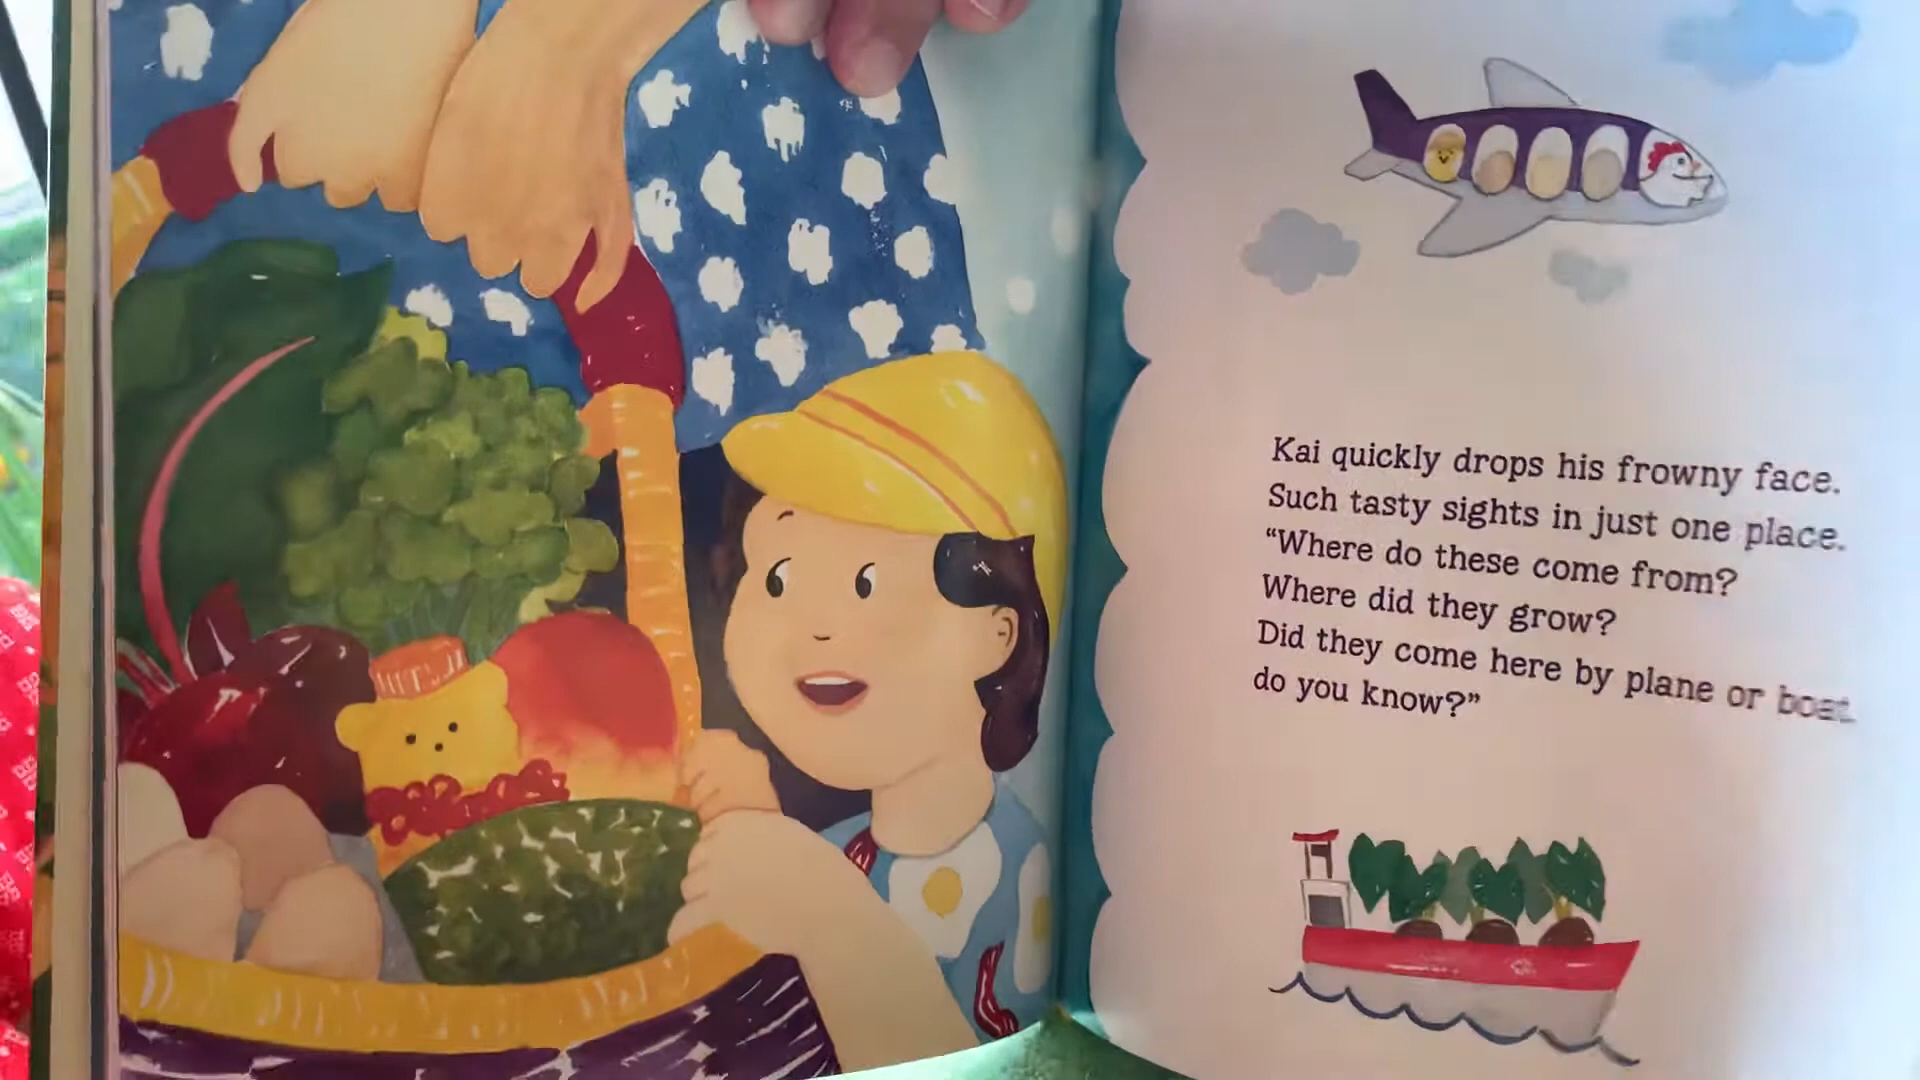 Kai quickly drops his frowny face.
Such tasty sights in just one place.
“Where do these come from?
Where did they grow?
Did they come here by plane or boat
do you know?”